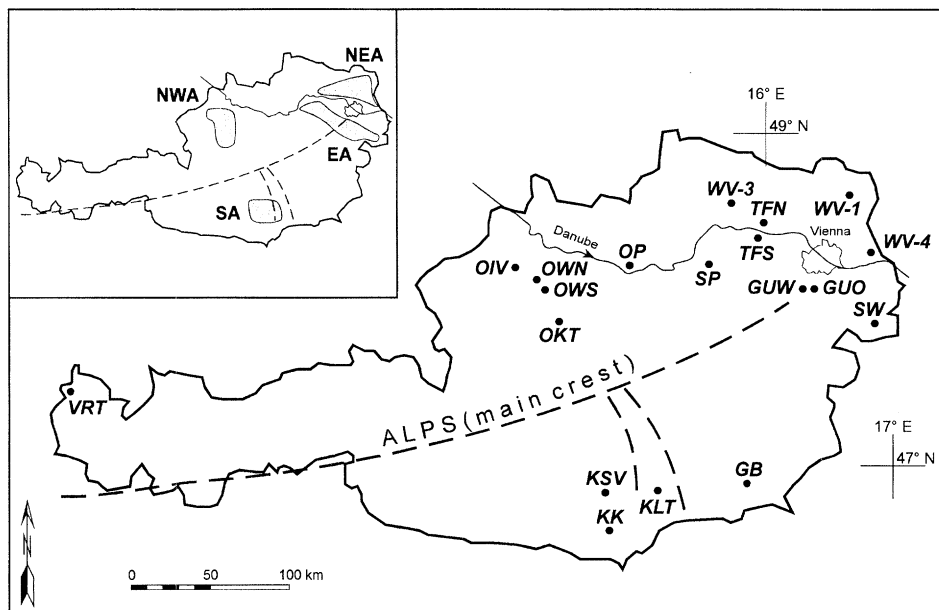 NEA
NWA
EA
SA
16° E
49° N
WV-3
TFN
WV-1
Danube
OP
TFS
Vienna
WV-4
OIV
OWN
OWS
SP
GUW
GUO
SW
OKT
VRT
ALPS (main crest)
17° E
47° N
KSV
KLT
GB
KK
N
0 50 100 km